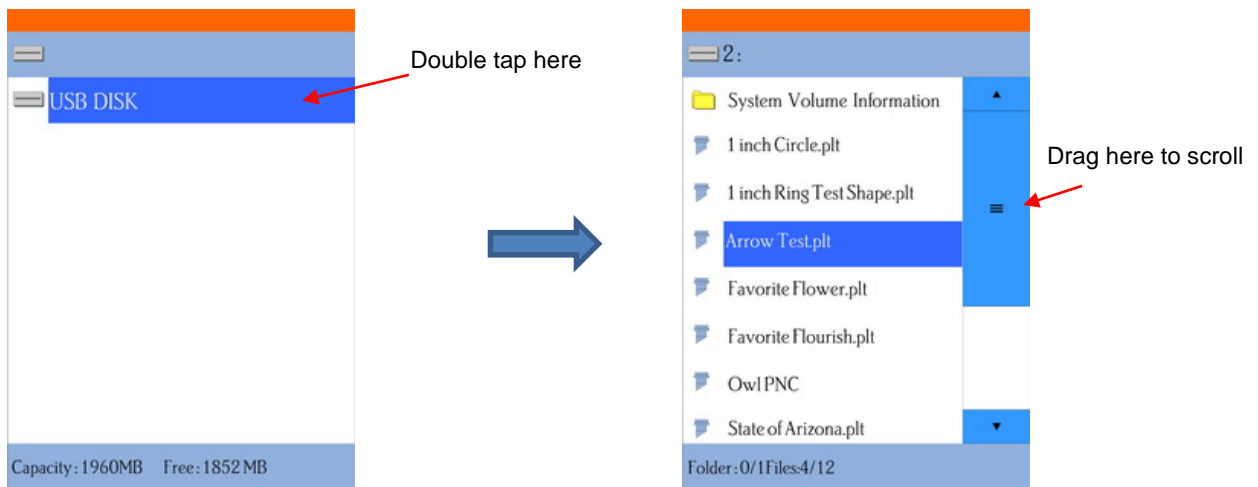 USB DISK
Capacity: 1960MB Free: 1852 MB
Double tap here
2:
System Volume Information
1 inch Circle.plt
1 inch Ring Test Shape.plt
Arrow Test.plt
Favorite Flower.plt
Favorite Flourish.plt
Owl PNC
State of Arizona.plt
Folder: 0/1Files:4/12
Drag here to scroll